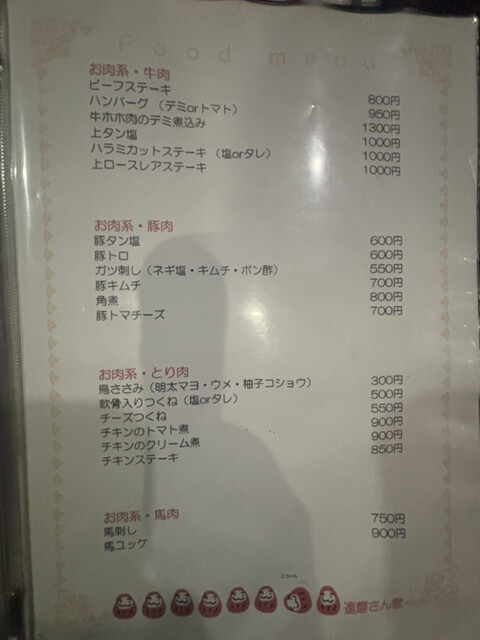 Food menu
お肉系・牛肉
ビーフステーキ 800円
ハンバーグ (デミorトマト) 950円
牛ホホ肉のデミ煮込み 1300円
上タン塩 1000円
ハラミカットステーキ (塩orタレ) 1000円
上ロースレアステーキ 1000円
お肉系・豚肉
豚タン塩 600円
豚トロ 600円
ガツ刺し (ネギ塩・キムチ・ポン酢) 550円
豚キムチ 700円
角煮 800円
豚トマチーズ 700円
お肉系・とり肉
鳥ささみ (明太マヨ・ウメ・柚子コショウ) 300円
軟骨入りつくね (塩orタレ) 500円
チーズつくね 550円
チキンのトマト煮 900円
チキンのクリーム煮 900円
チキンステーキ 850円
お肉系・馬肉
馬刺し 750円
馬ユッケ 900円
達磨さん家